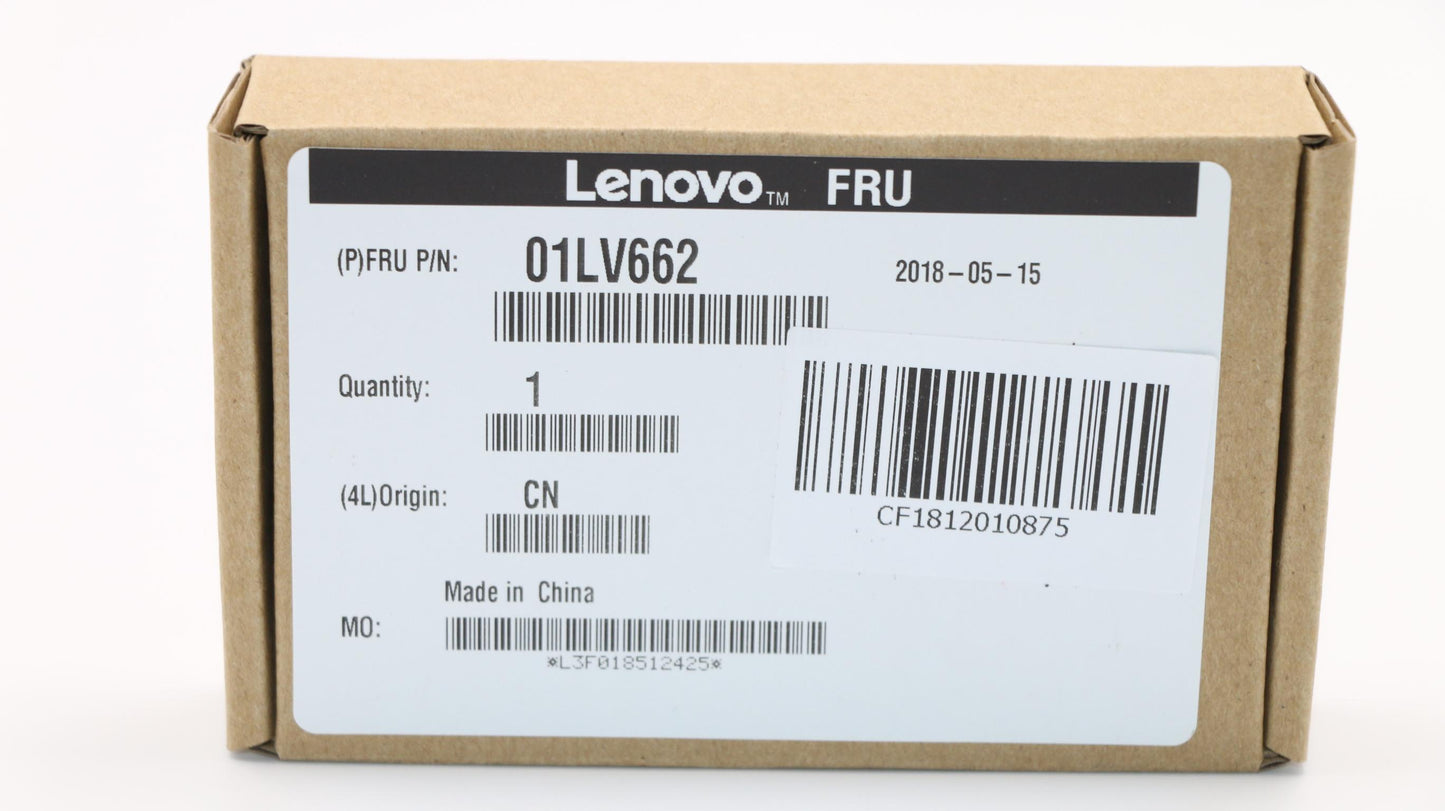 Lenovo™ FRU
(P)FRU P/N: 01LV662 2018-05-15
Quantity: 1
CF1812010875
(4L)Origin: CN
Made in China
MO:
*L3F018512425*